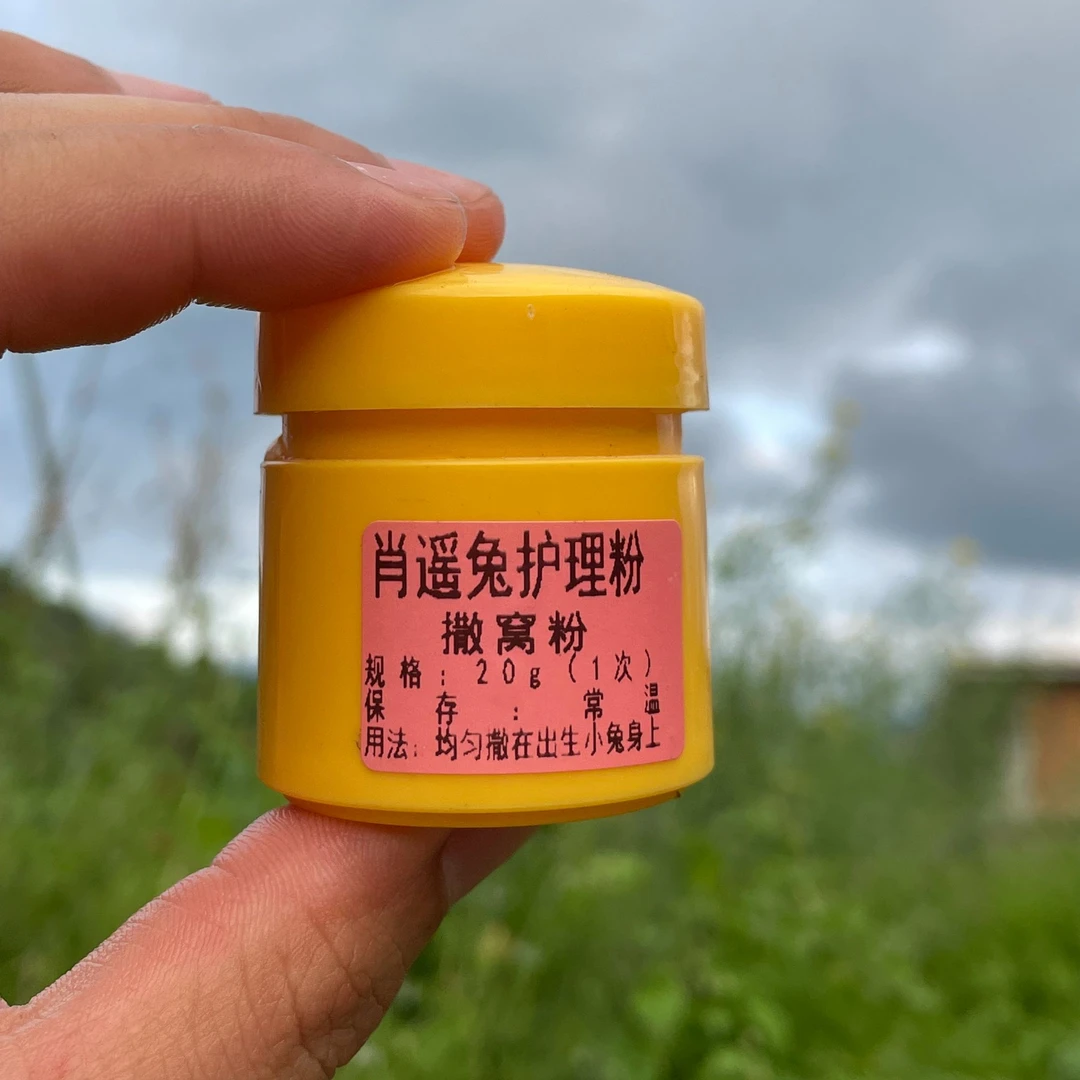 肖遥兔护理粉
撒窝粉
规格：20g（1次）
保存：常温
用法：均匀撒在出生小兔身上